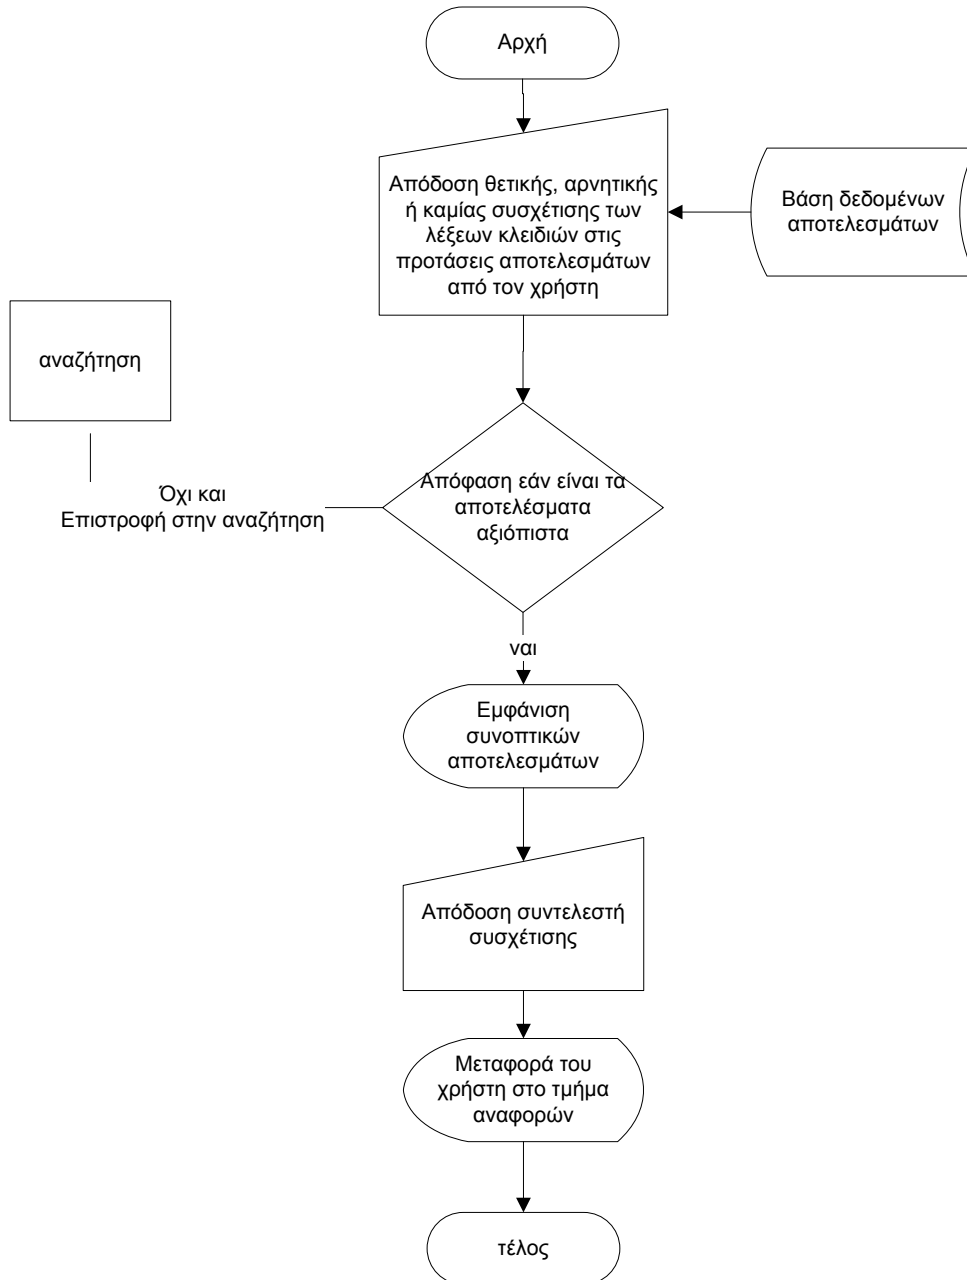 Αρχή
Απόδοση θετικής, αρνητικής
ή καμίας συσχέτισης των
λέξεων κλειδιών στις
προτάσεις αποτελεσμάτων
από τον χρήστη
Βάση δεδομένων
αποτελεσμάτων
αναζήτηση
Απόφαση εάν είναι τα
αποτελέσματα
αξιόπιστα
Όχι και
Επιστροφή στην αναζήτηση
ναι
Εμφάνιση
συνοπτικών
αποτελεσμάτων
Απόδοση συντελεστή
συσχέτισης
Μεταφορά του
χρήστη στο τμήμα
αναφορών
τέλος